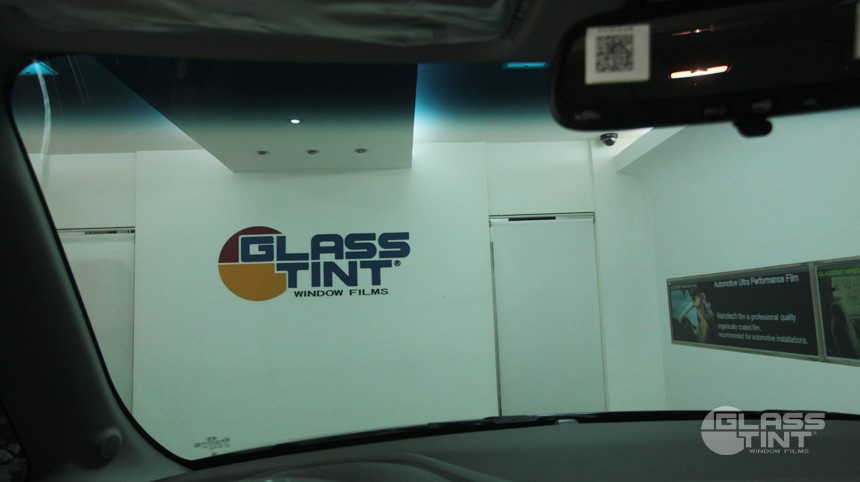 GLASS
TINT®
WINDOW FILMS
Automotive Ultra Performance Film
Nanotech film is professional quality
organically coated film,
recommended for automotive installations.
GLASS
TINT®
WINDOW FILMS